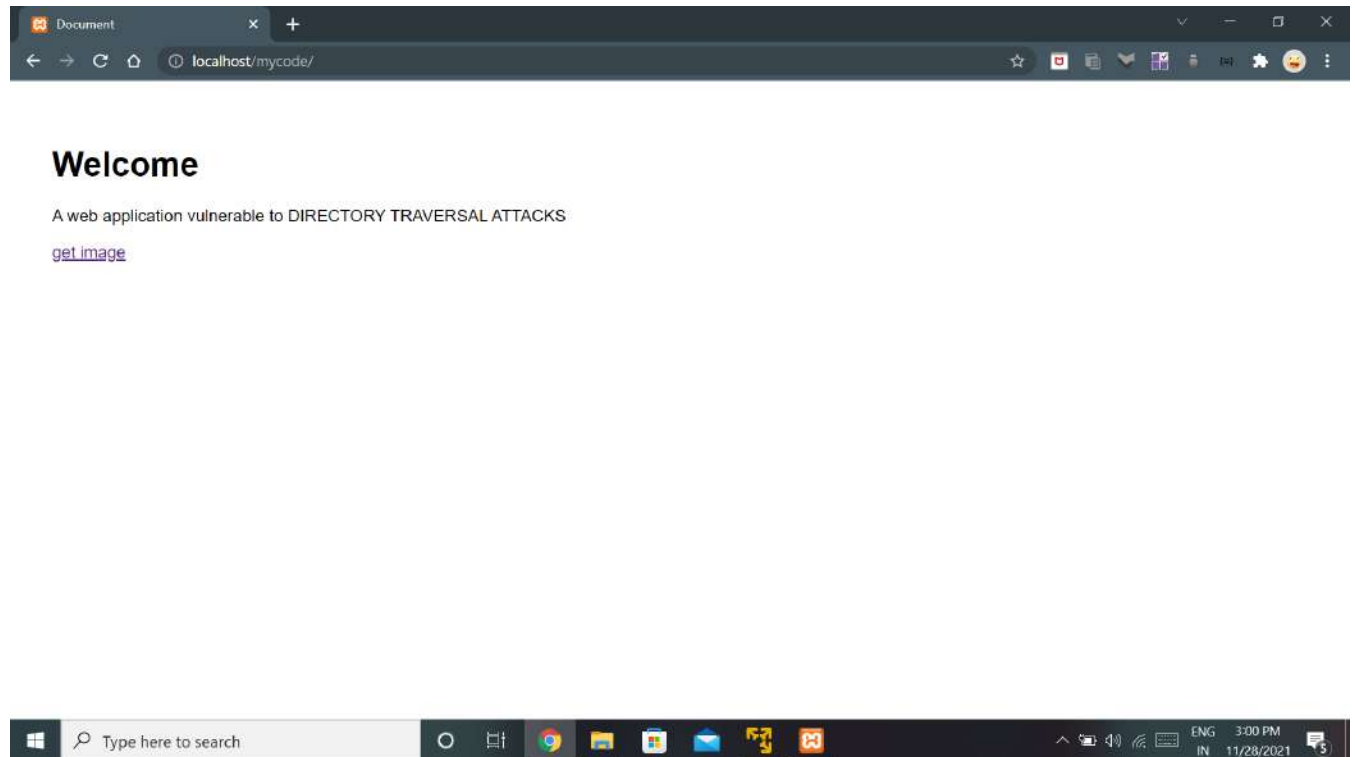 Document
localhost/mycode/
Welcome
A web application vulnerable to DIRECTORY TRAVERSAL ATTACKS
get image
Type here to search
ENG
IN
3:00 PM
11/28/2021
5